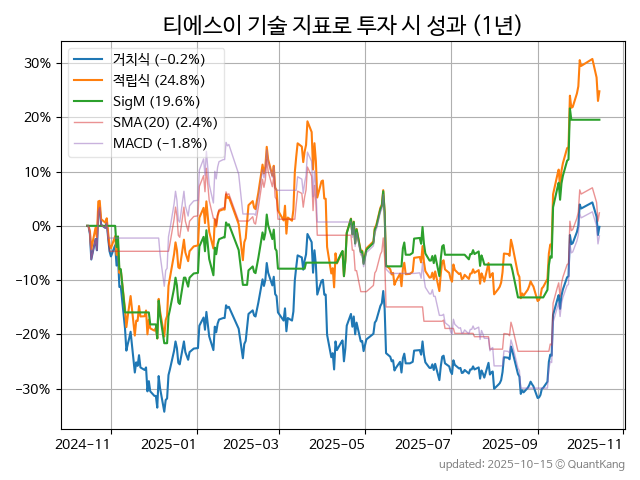 티에스이 기술 지표로 투자 시 성과 (1년)
30%
20%
10%
0%
−10%
−20%
−30%
거치식 (−0.2%)
적립식 (24.8%)
SigM (19.6%)
SMA(20) (2.4%)
MACD (−1.8%)
2024-11
2025-01
2025-03
2025-05
2025-07
2025-09
2025-11
updated: 2025-10-15 © QuantKang